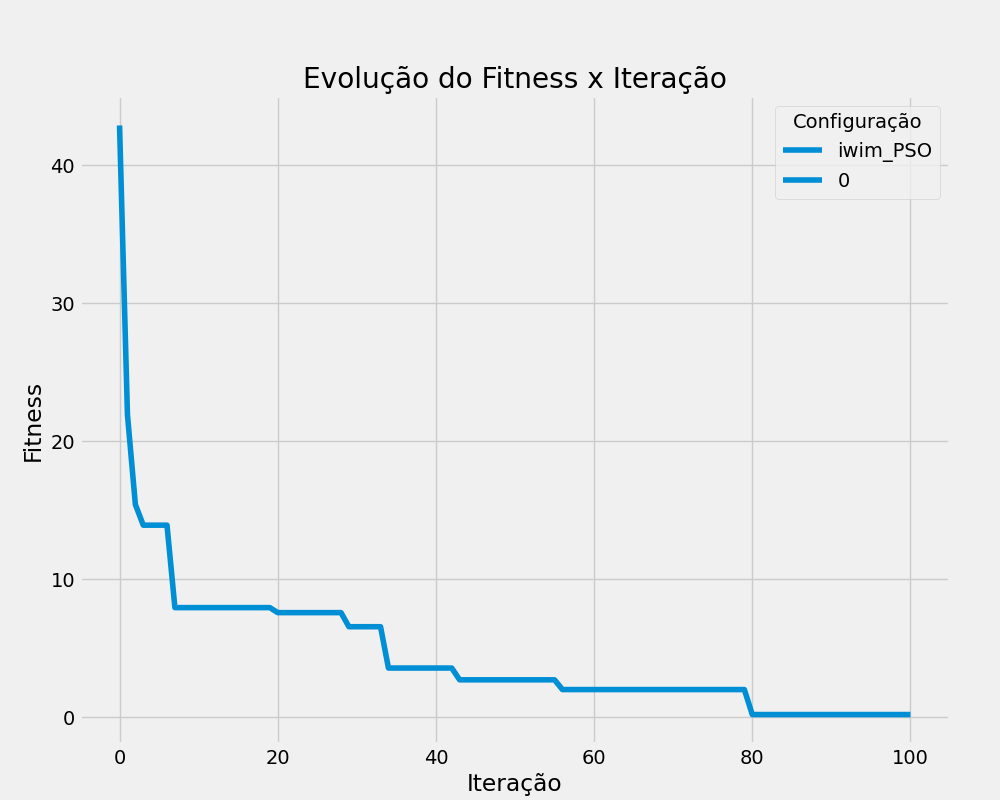 Evolução do Fitness x Iteração
Configuração
iwim_PSO
0
40
30
20
10
0
Fitness
0 20 40 60 80 100
Iteração